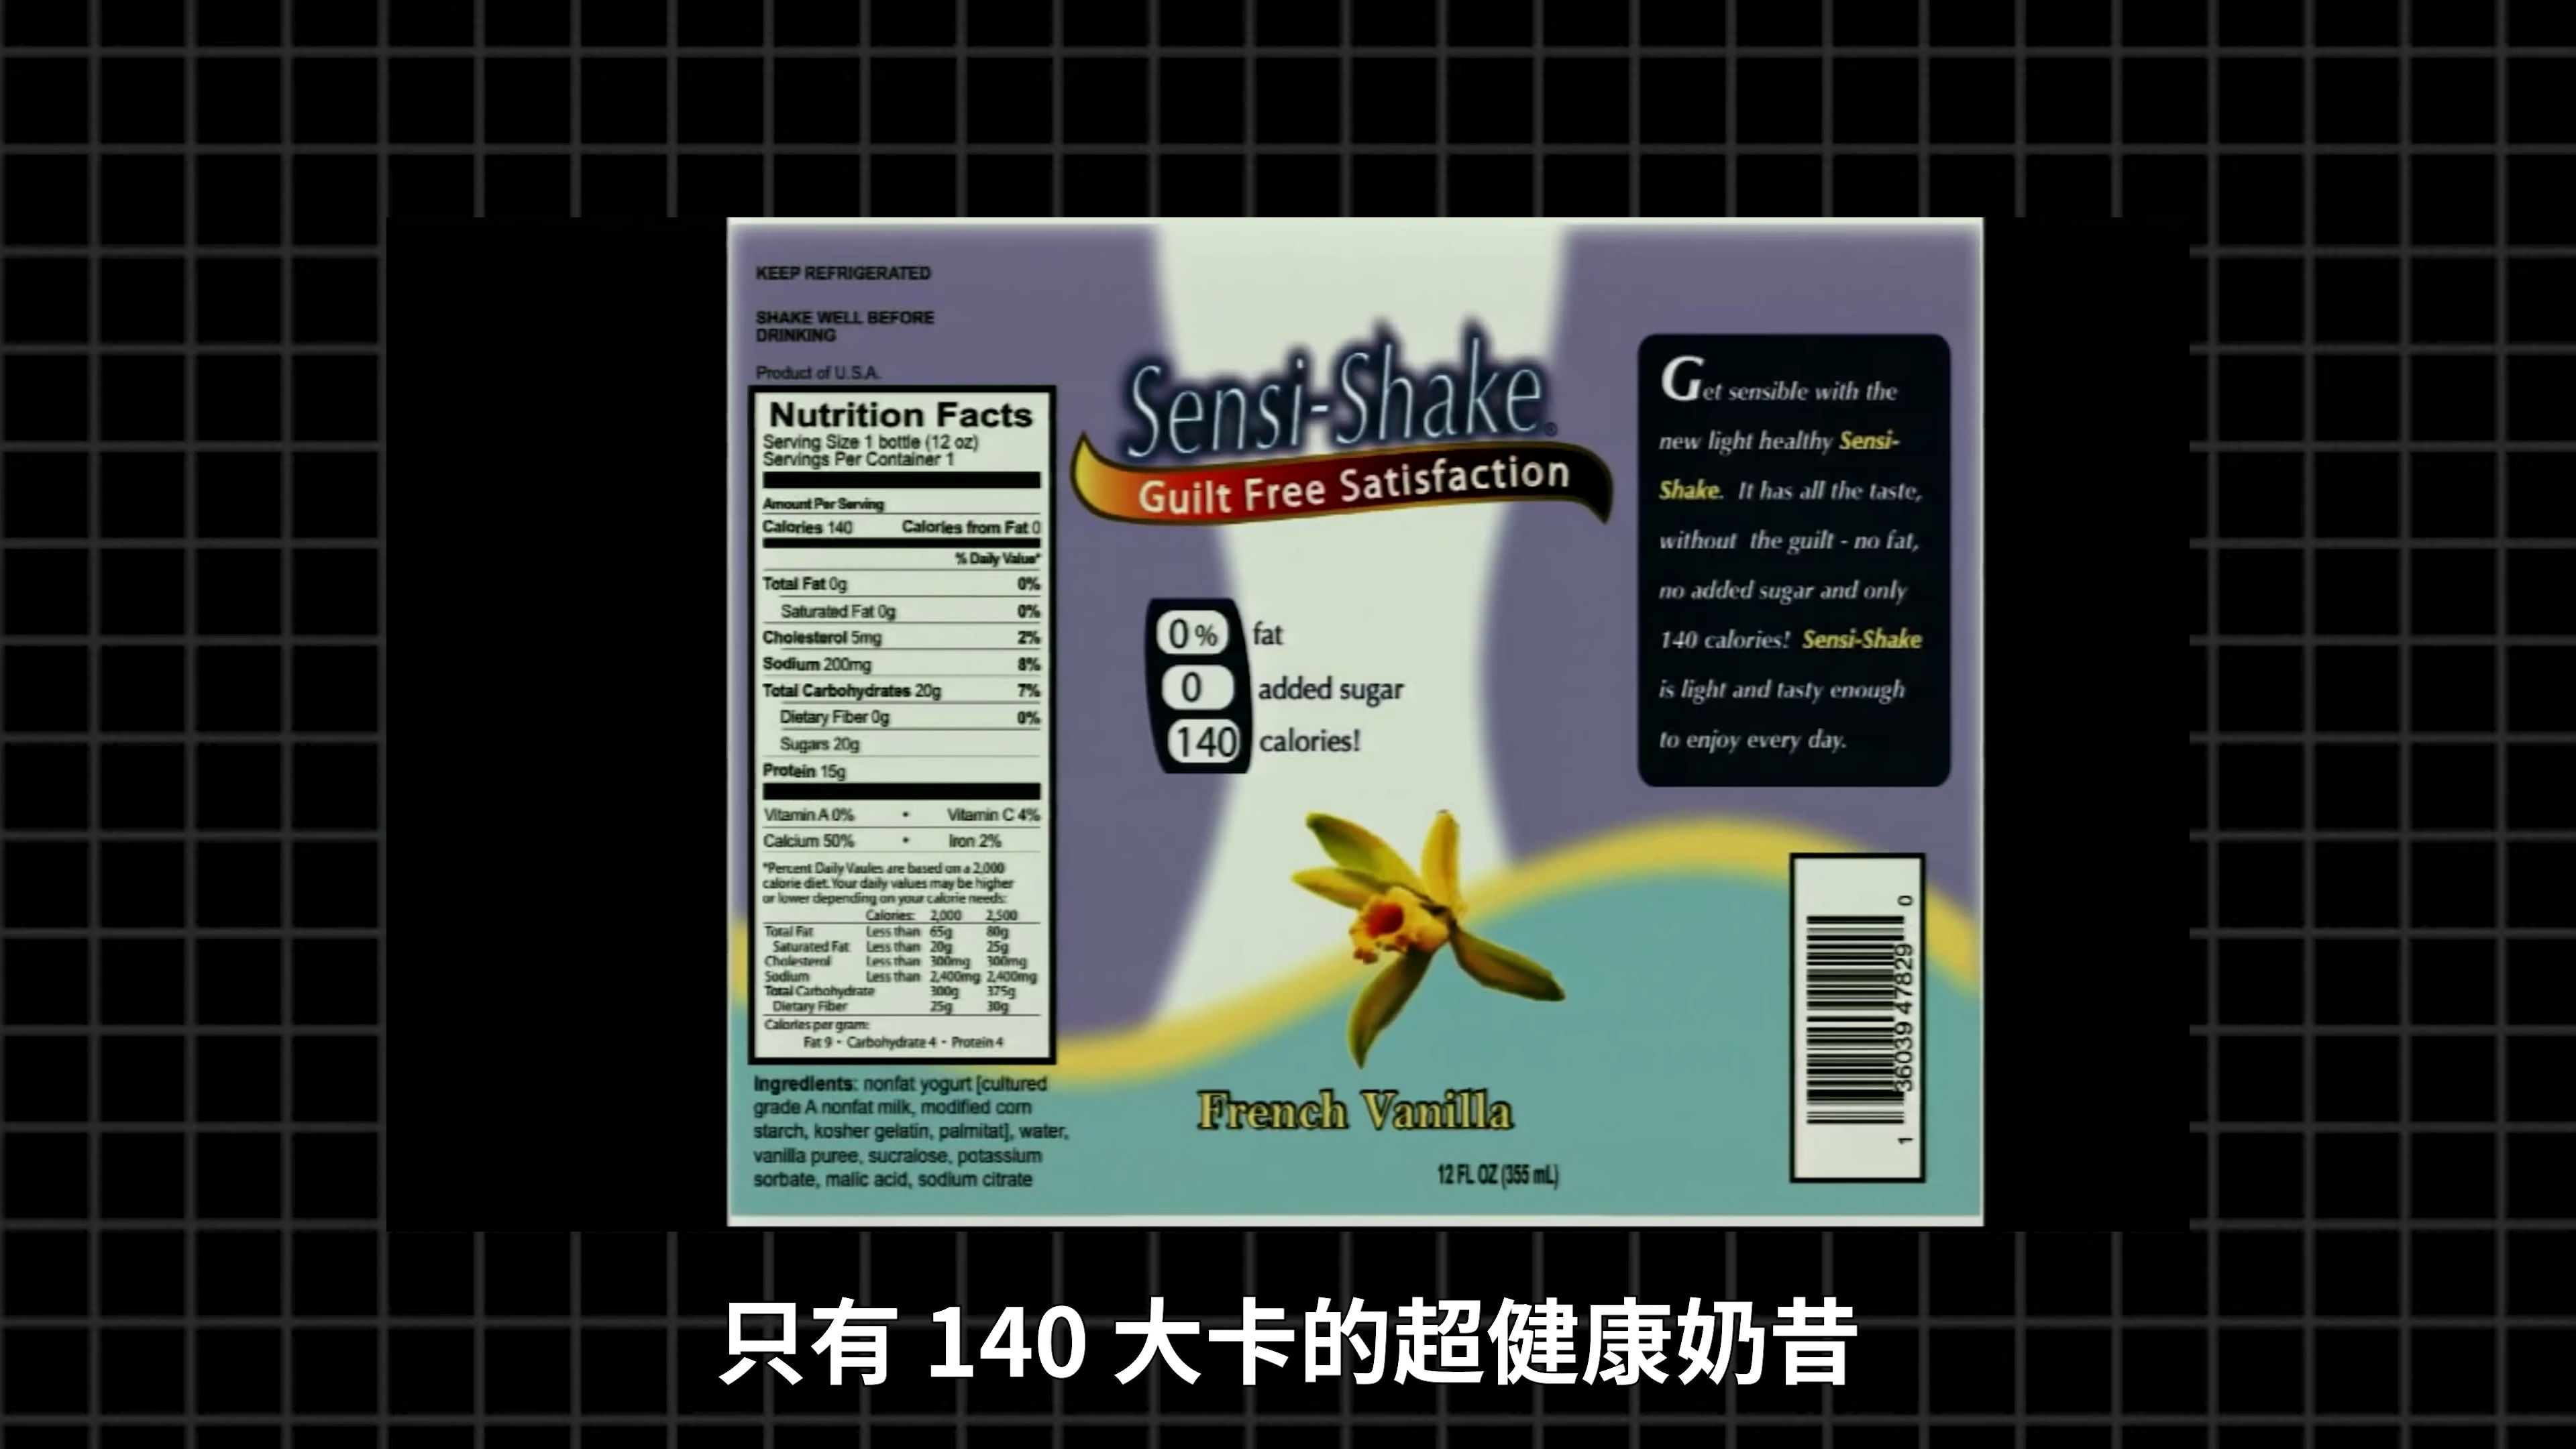 KEEP REFRIGERATED
SHAKE WELL BEFORE
DRINKING
Product of U.S.A.
Nutrition Facts
Serving Size 1 bottle (12 oz)
Servings Per Container 1
Amount Per Serving
Calories 140 Calories from Fat 0
% Daily Value*
Total Fat 0g 0%
Saturated Fat 0g 0%
Cholesterol 5mg 2%
Sodium 200mg 8%
Total Carbohydrates 20g 7%
Dietary Fiber 0g 0%
Sugars 20g
Protein 15g
Vitamin A 0% • Vitamin C 4%
Calcium 50% • Iron 2%
*Percent Daily Vaules are based on a 2,000
calorie diet. Your daily values may be higher
or lower depending on your calorie needs:
Calories: 2,000 2,500
Total Fat Less than 65g 80g
Saturated Fat Less than 20g 25g
Cholesterol Less than 300mg 300mg
Sodium Less than 2,400mg 2,400mg
Total Carbohydrate 300g 375g
Dietary Fiber 25g 30g
Calories per gram:
Fat 9 • Carbohydrate 4 • Protein 4
Ingredients: nonfat yogurt [cultured
grade A nonfat milk, modified corn
starch, kosher gelatin, palmitat], water,
vanilla puree, sucralose, potassium
sorbate, malic acid, sodium citrate
Sensi-Shake®
Guilt Free Satisfaction
0% fat
0 added sugar
140 calories!
French Vanilla
12 FL OZ (355 mL)
Get sensible with the
new light healthy Sensi-
Shake. It has all the taste,
without the guilt - no fat,
no added sugar and only
140 calories! Sensi-Shake
is light and tasty enough
to enjoy every day.
1 36039 47829 0
只有 140 大卡的超健康奶昔